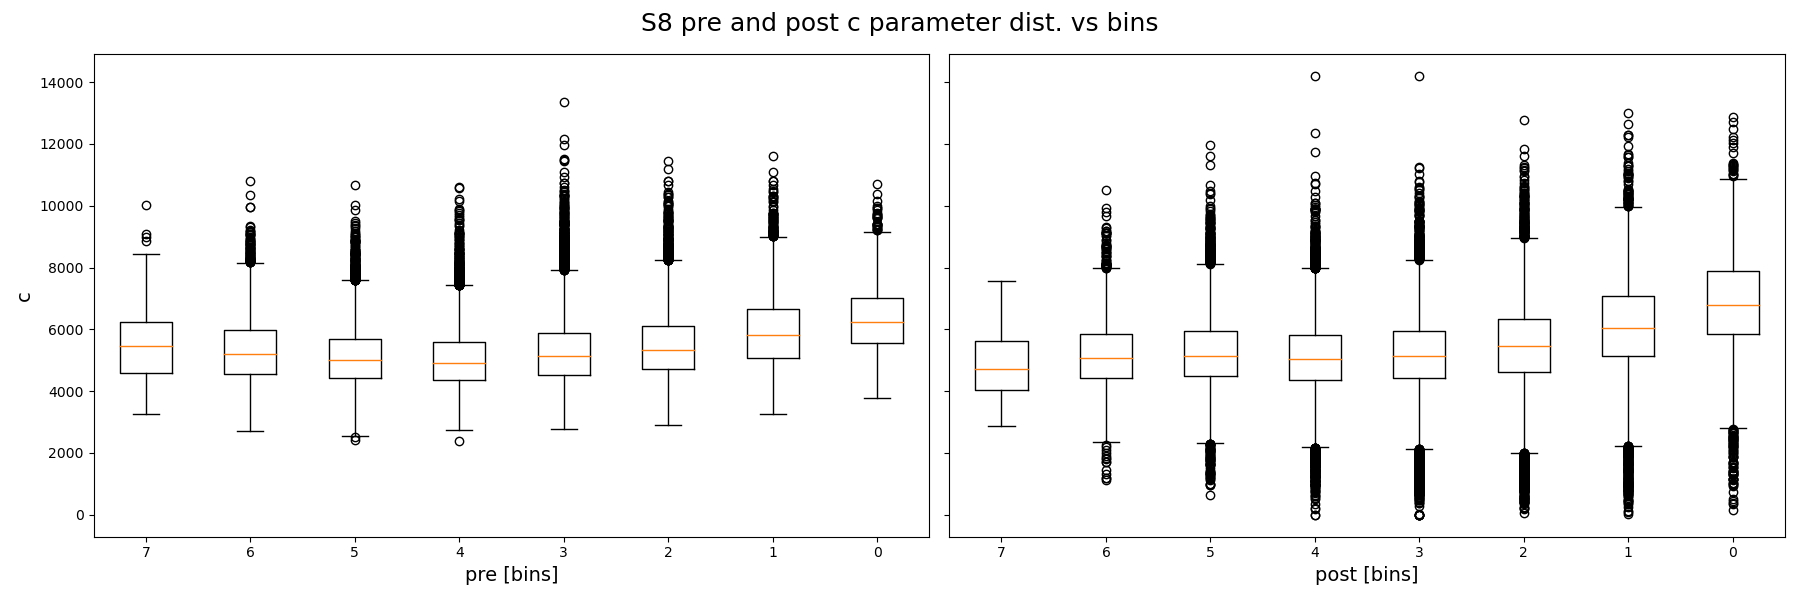 S8 pre and post c parameter dist. vs bins
14000
12000
10000
8000
6000
4000
2000
0
c
7 6 5 4 3 2 1 0
pre [bins]
7 6 5 4 3 2 1 0
post [bins]